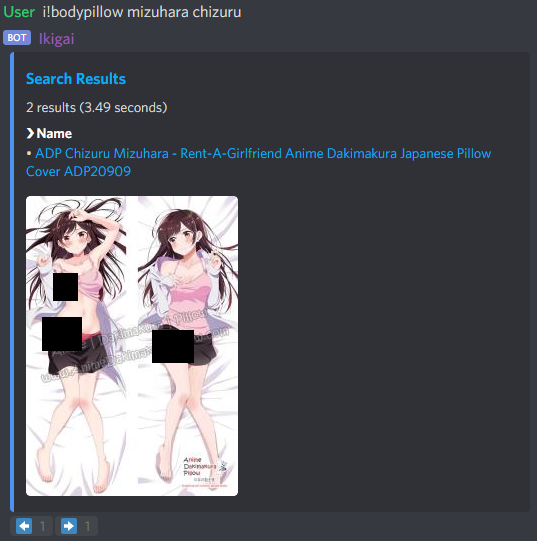 User i!bodypillow mizuhara chizuru
BOT Ikigai
Search Results
2 results (3.49 seconds)
❯Name
• ADP Chizuru Mizuhara - Rent-A-Girlfriend Anime Dakimakura Japanese Pillow
Cover ADP20909
Anime
Dakimakura
Pillow
1 1